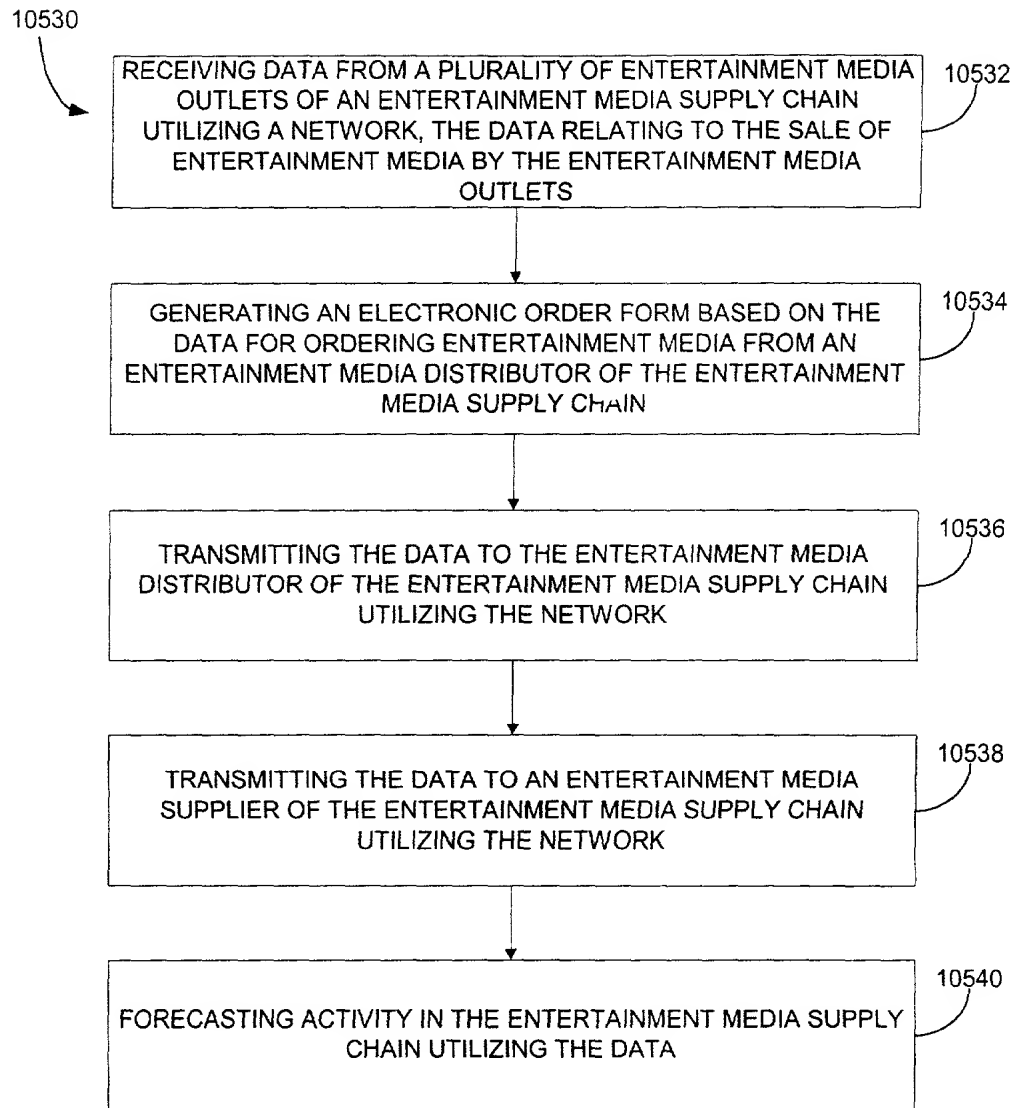 10530
RECEIVING DATA FROM A PLURALITY OF ENTERTAINMENT MEDIA
OUTLETS OF AN ENTERTAINMENT MEDIA SUPPLY CHAIN
UTILIZING A NETWORK, THE DATA RELATING TO THE SALE OF
ENTERTAINMENT MEDIA BY THE ENTERTAINMENT MEDIA
OUTLETS
10532
GENERATING AN ELECTRONIC ORDER FORM BASED ON THE
DATA FOR ORDERING ENTERTAINMENT MEDIA FROM AN
ENTERTAINMENT MEDIA DISTRIBUTOR OF THE ENTERTAINMENT
MEDIA SUPPLY CHAIN
10534
TRANSMITTING THE DATA TO THE ENTERTAINMENT MEDIA
DISTRIBUTOR OF THE ENTERTAINMENT MEDIA SUPPLY CHAIN
UTILIZING THE NETWORK
10536
TRANSMITTING THE DATA TO AN ENTERTAINMENT MEDIA
SUPPLIER OF THE ENTERTAINMENT MEDIA SUPPLY CHAIN
UTILIZING THE NETWORK
10538
FORECASTING ACTIVITY IN THE ENTERTAINMENT MEDIA SUPPLY
CHAIN UTILIZING THE DATA
10540